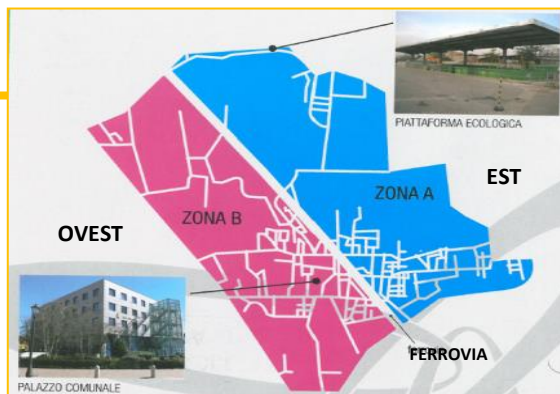 PIATTAFORMA ECOLOGICA
EST
ZONA A
ZONA B
OVEST
FERROVIA
PALAZZO COMUNALE